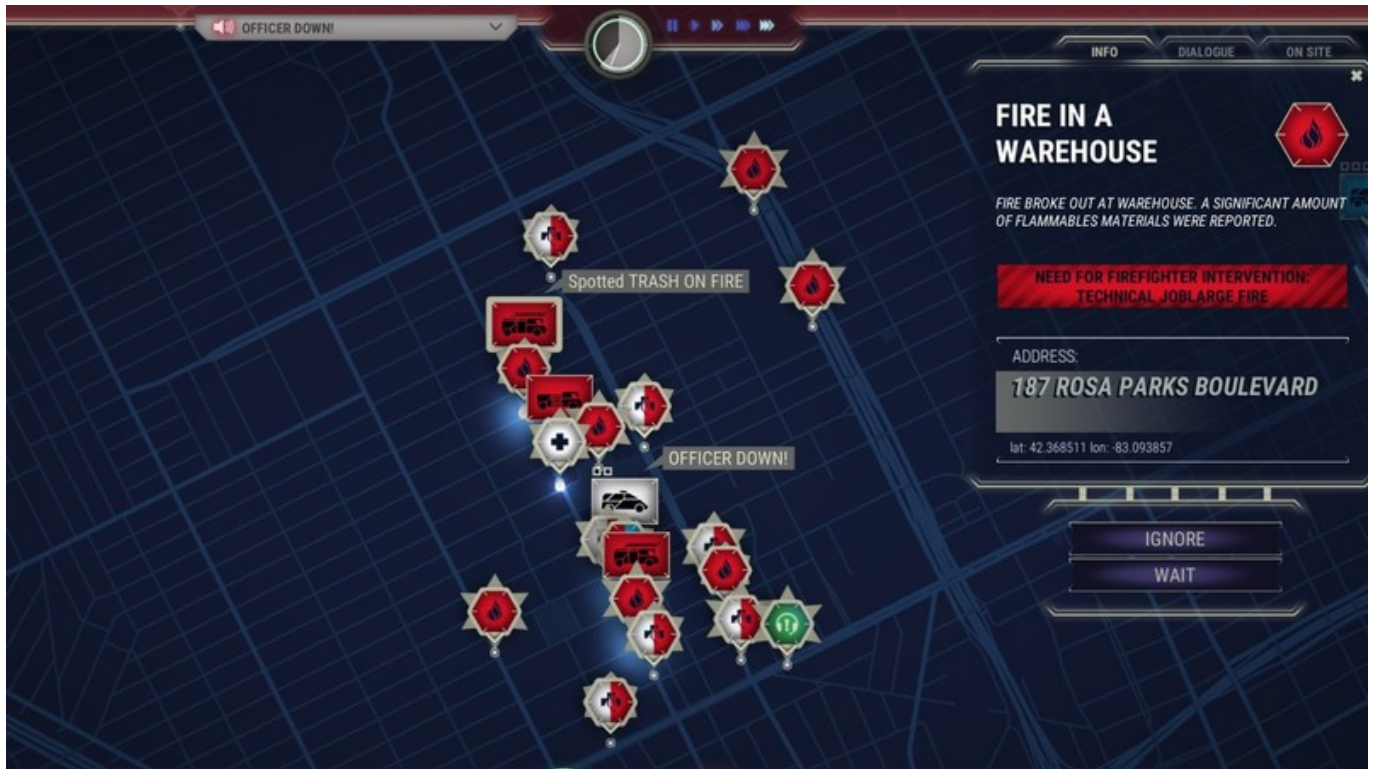 OFFICER DOWN!
INFO
DIALOGUE
ON SITE
FIRE IN A
WAREHOUSE
FIRE BROKE OUT AT WAREHOUSE. A SIGNIFICANT AMOUNT
OF FLAMMABLES MATERIALS WERE REPORTED.
Spotted TRASH ON FIRE
NEED FOR FIREFIGHTER INTERVENTION:
TECHNICAL JOBLARGE FIRE
ADDRESS:
187 ROSA PARKS BOULEVARD
lat: 42.368511 lon: -83.093857
OFFICER DOWN!
IGNORE
WAIT